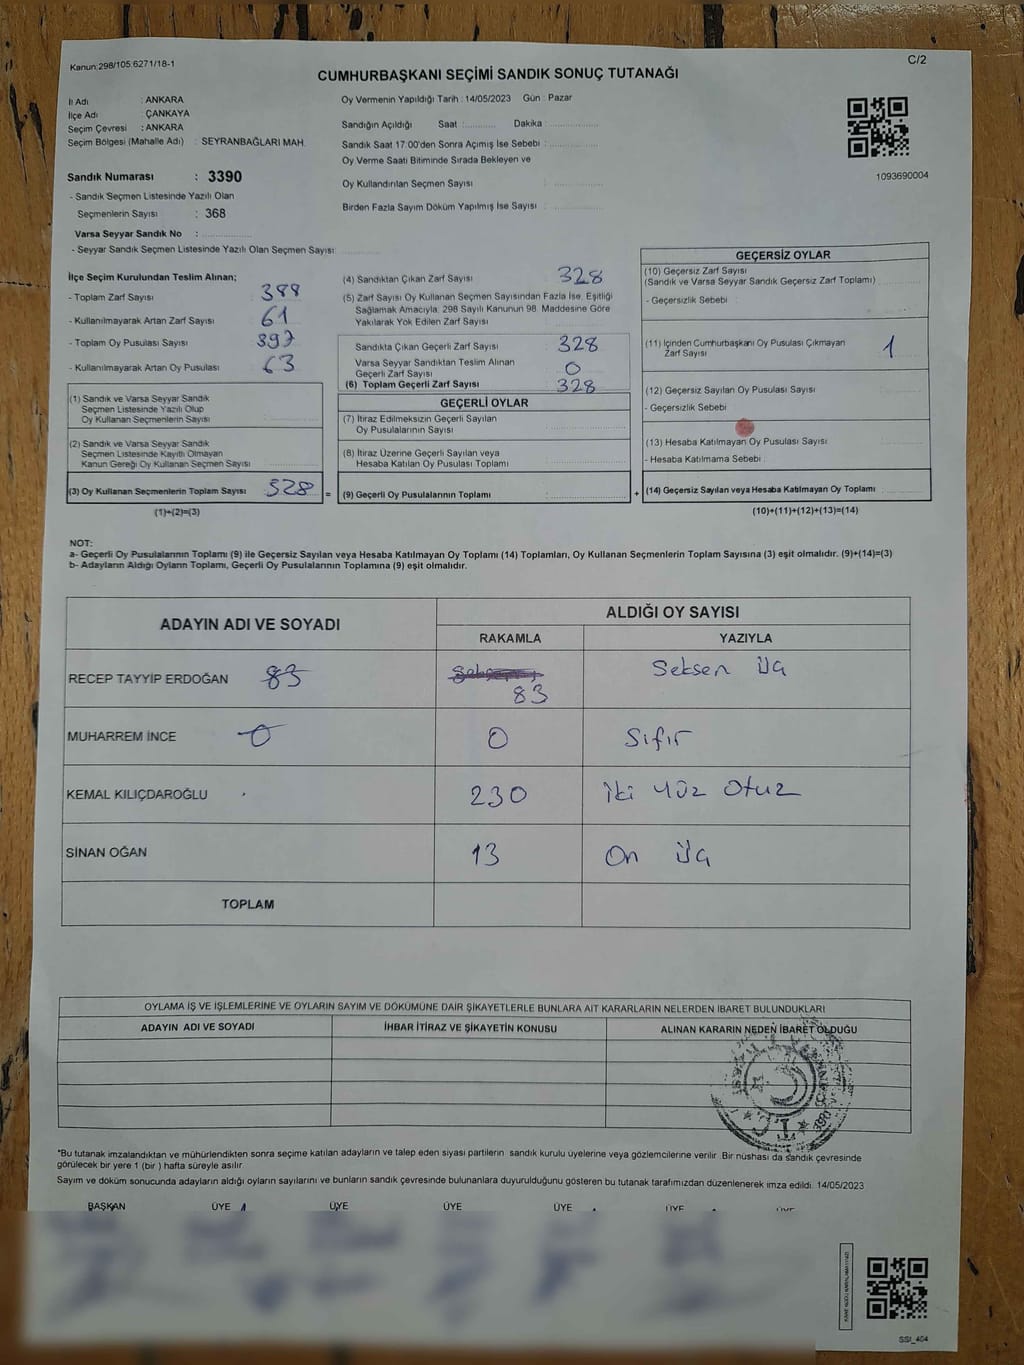 Kanun:298/105.6271/18-1
C/2
CUMHURBAŞKANI SEÇİMİ SANDIK SONUÇ TUTANAĞI
İl Adı : ANKARA
İlçe Adı : ÇANKAYA
Seçim Çevresi : ANKARA
Seçim Bölgesi (Mahalle Adı) : SEYRANBAĞLARI MAH.
Sandık Numarası : 3390
- Sandık Seçmen Listesinde Yazılı Olan
Seçmenlerin Sayısı : 368
Varsa Seyyar Sandık No :
- Seyyar Sandık Seçmen Listesinde Yazılı Olan Seçmen Sayısı:
Oy Vermenin Yapıldığı Tarih : 14/05/2023 Gün : Pazar
Sandığın Açıldığı Saat : Dakika :
Sandık Saat 17:00'den Sonra Açımış İse Sebebi :
Oy Verme Saati Bitiminde Sırada Bekleyen ve
Oy Kullandırılan Seçmen Sayısı :
Birden Fazla Sayım Döküm Yapılmış İse Sayısı :
1093690004
İlçe Seçim Kurulundan Teslim Alınan;
- Toplam Zarf Sayısı : 388
- Kullanılmayarak Artan Zarf Sayısı : 61
- Toplam Oy Pusulası Sayısı : 397
- Kullanılmayarak Artan Oy Pusulası : 63
(1) Sandık ve Varsa Seyyar Sandık
Seçmen Listesinde Yazılı Olup
Oy Kullanan Seçmenlerin Sayısı
(2) Sandık ve Varsa Seyyar Sandık
Seçmen Listesinde Kayıtlı Olmayan
Kanun Gereği Oy Kullanan Seçmen Sayısı
(3) Oy Kullanan Seçmenlerin Toplam Sayısı 328 =
(1)+(2)=(3)
(4) Sandıktan Çıkan Zarf Sayısı : 328
(5) Zarf Sayısı Oy Kullanan Seçmen Sayısından Fazla İse, Eşitliği
Sağlamak Amacıyla, 298 Sayılı Kanunun 98. Maddesine Göre
Yakılarak Yok Edilen Zarf Sayısı
Sandıkta Çıkan Geçerli Zarf Sayısı : 328
Varsa Seyyar Sandıktan Teslim Alınan
Geçerli Zarf Sayısı : 0
(6) Toplam Geçerli Zarf Sayısı : 328
GEÇERLİ OYLAR
(7) İtiraz Edilmeksizin Geçerli Sayılan
Oy Pusulalarının Sayısı
(8) İtiraz Üzerine Geçerli Sayılan veya
Hesaba Katılan Oy Pusulası Toplamı
(9) Geçerli Oy Pusulalarının Toplamı +
GEÇERSİZ OYLAR
(10) Geçersiz Zarf Sayısı
(Sandık ve Varsa Seyyar Sandık Geçersiz Zarf Toplamı)
- Geçersizlik Sebebi :
(11) İçinden Cumhurbaşkanı Oy Pusulası Çıkmayan
Zarf Sayısı 1
(12) Geçersiz Sayılan Oy Pusulası Sayısı
- Geçersizlik Sebebi
(13) Hesaba Katılmayan Oy Pusulası Sayısı
- Hesaba Katılmama Sebebi :
(14) Geçersiz Sayılan veya Hesaba Katılmayan Oy Toplamı
(10)+(11)+(12)+(13)=(14)
NOT:
a- Geçerli Oy Pusulalarının Toplamı (9) ile Geçersiz Sayılan veya Hesaba Katılmayan Oy Toplamı (14) Toplamları, Oy Kullanan Seçmenlerin Toplam Sayısına (3) eşit olmalıdır. (9)+(14)=(3)
b- Adayların Aldığı Oyların Toplamı, Geçerli Oy Pusulalarının Toplamına (9) eşit olmalıdır.
ADAYIN ADI VE SOYADI ALDIĞI OY SAYISI
RAKAMLA YAZIYLA
RECEP TAYYİP ERDOĞAN 83 83 Seksen üç
MUHARREM İNCE 0 0 Sıfır
KEMAL KILIÇDAROĞLU 230 İki yüz Otuz
SİNAN OĞAN 13 On üç
TOPLAM
OYLAMA İŞ VE İŞLEMLERİNE VE OYLARIN SAYIM VE DÖKÜMÜNE DAİR ŞİKAYETLERLE BUNLARA AİT KARARLARIN NELERDEN İBARET BULUNDUKLARI
ADAYIN ADI VE SOYADI İHBAR İTİRAZ VE ŞİKAYETİN KONUSU ALINAN KARARIN NEDEN İBARET OLDUĞU
*Bu tutanak imzalandıktan ve mühürlendikten sonra seçime katılan adayların ve talep eden siyasi partilerin sandık kurulu üyelerine veya gözlemcilerine verilir. Bir nüshası da sandık çevresinde
görülecek bir yere 1 (bir ) hafta süreyle asılır.
Sayım ve döküm sonucunda adayların aldığı oyların sayılarını ve bunların sandık çevresinde bulunanlara duyurulduğunu gösteren bu tutanak tarafımızdan düzenlenerek imza edildi. 14/05/2023
BAŞKAN ÜYE ÜYE ÜYE ÜYE ÜYE ÜYE
SSI_404